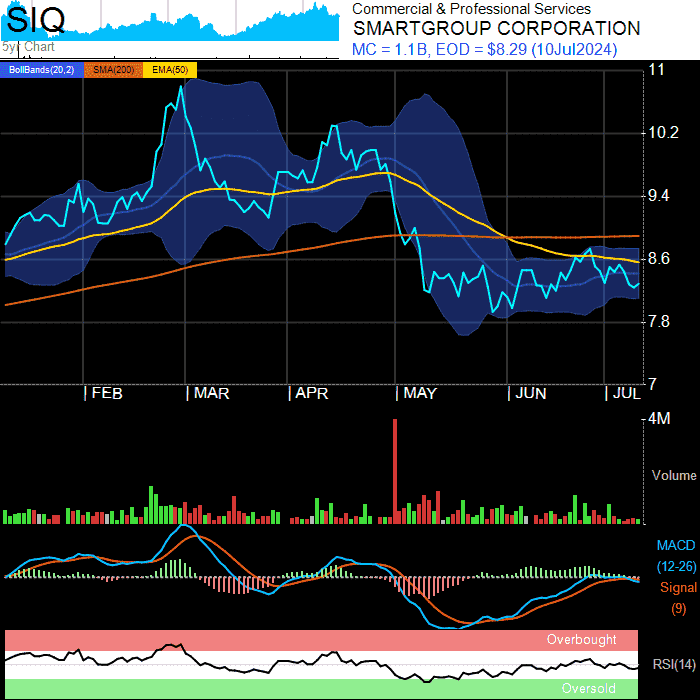 SIQ
5yr Chart
Commercial & Professional Services
SMARTGROUP CORPORATION
MC = 1.1B, EOD = $8.29 (10Jul2024)
BollBands(20,2) SMA(200) EMA(50)
11
10.2
9.4
8.6
7.8
7
FEB MAR APR MAY JUN JUL
4M
Volume
MACD
(12-26)
Signal
(9)
Overbought
RSI(14)
Oversold